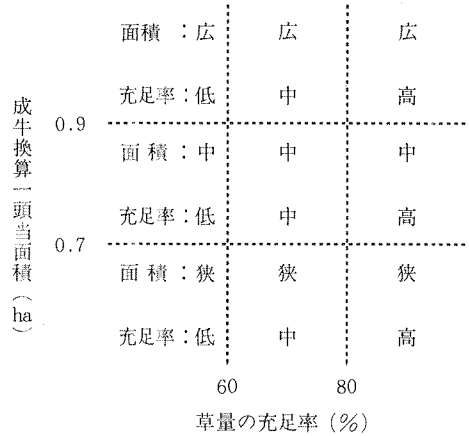 面積：広 広 広
充足率：低 中 高
0.9
面積：中 中 中
充足率：低 中 高
0.7
面積：狭 狭 狭
充足率：低 中 高
成牛換算一頭当面積（ha）
60 80
草量の充足率（%）